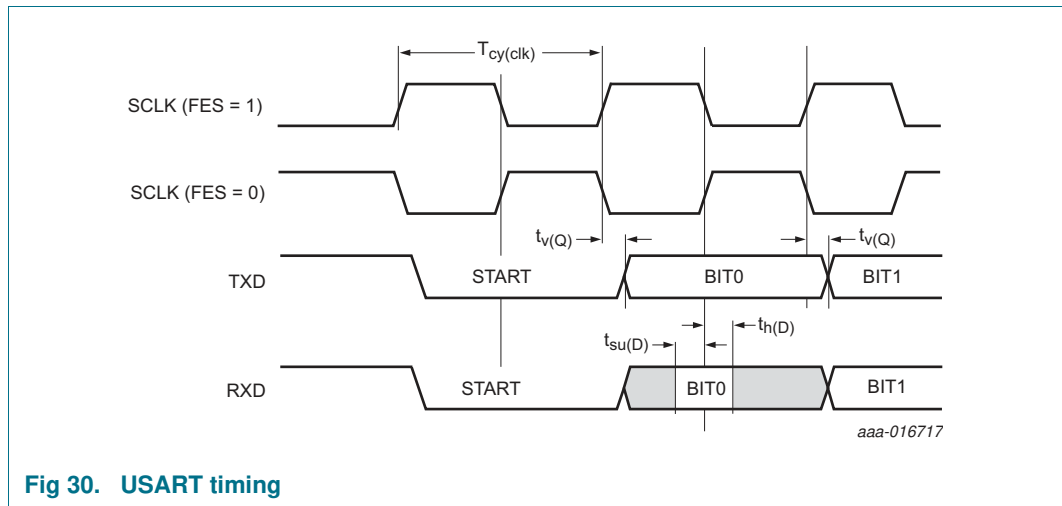 Tcy(clk)
SCLK (FES = 1)
SCLK (FES = 0)
tv(Q) tv(Q)
TXD START BIT0 BIT1
tsu(D) th(D)
RXD START BIT0 BIT1
aaa-016717
Fig 30. USART timing